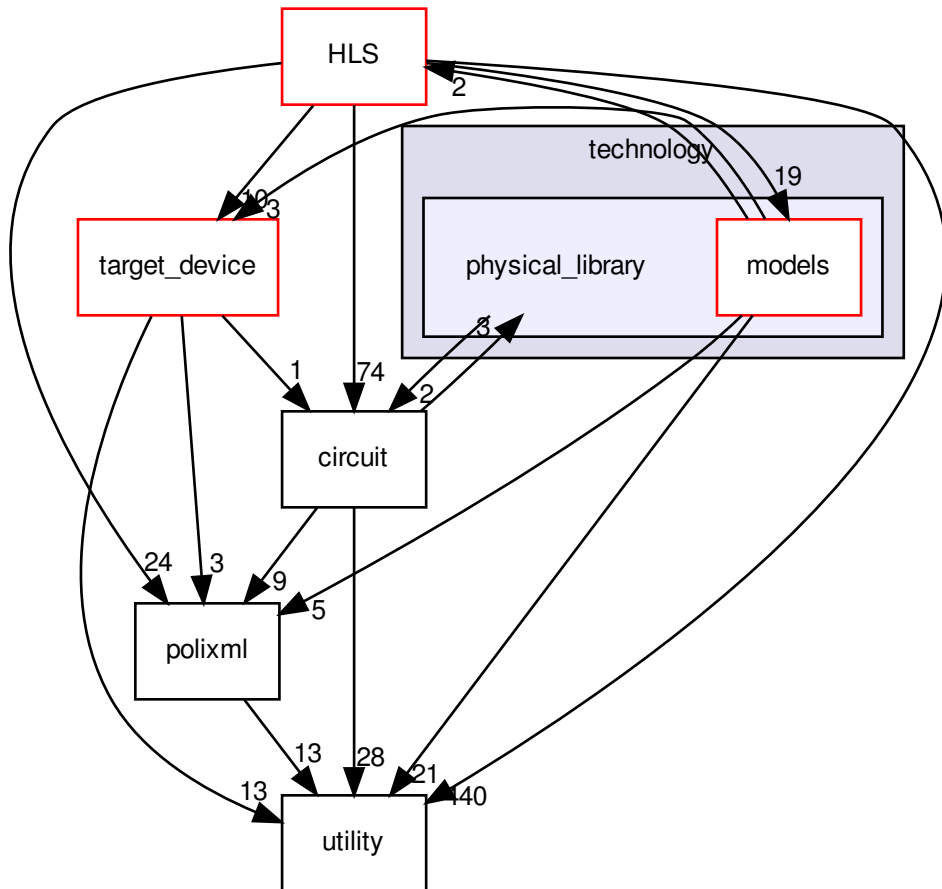 HLS
2
technology
19
10
3
target_device
physical_library
models
3
1
74
2
circuit
24
3
9
5
polixml
13
28
21
13
440
utility